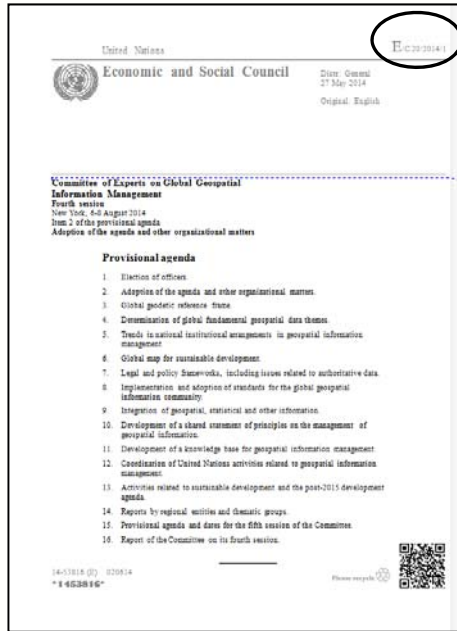 United Nations
E/C.20/2014/1
Economic and Social Council
Distr.: General
27 May 2014
Original: English
Committee of Experts on Global Geospatial
Information Management
Fourth session
New York, 6-8 August 2014
Item 2 of the provisional agenda
Adoption of the agenda and other organizational matters
Provisional agenda
1. Election of officers.
2. Adoption of the agenda and other organizational matters.
3. Global geodetic reference frame.
4. Determination of global fundamental geospatial data themes.
5. Trends in national institutional arrangements in geospatial information
management
6. Global map for sustainable development.
7. Legal and policy frameworks, including issues related to authoritative data.
8. Implementation and adoption of standards for the global geospatial
information community.
9. Integration of geospatial, statistical and other information.
10. Development of a shared statement of principles on the management of
geospatial information.
11. Development of a knowledge base for geospatial information management.
12. Coordination of United Nations activities related to geospatial information
management.
13. Activities related to sustainable development and the post-2015 development
agenda.
14. Reports by regional entities and thematic groups.
15. Provisional agenda and dates for the fifth session of the Committee.
16. Report of the Committee on its fourth session.
14-53816 (E) 020614
*1453816*
Please recycle